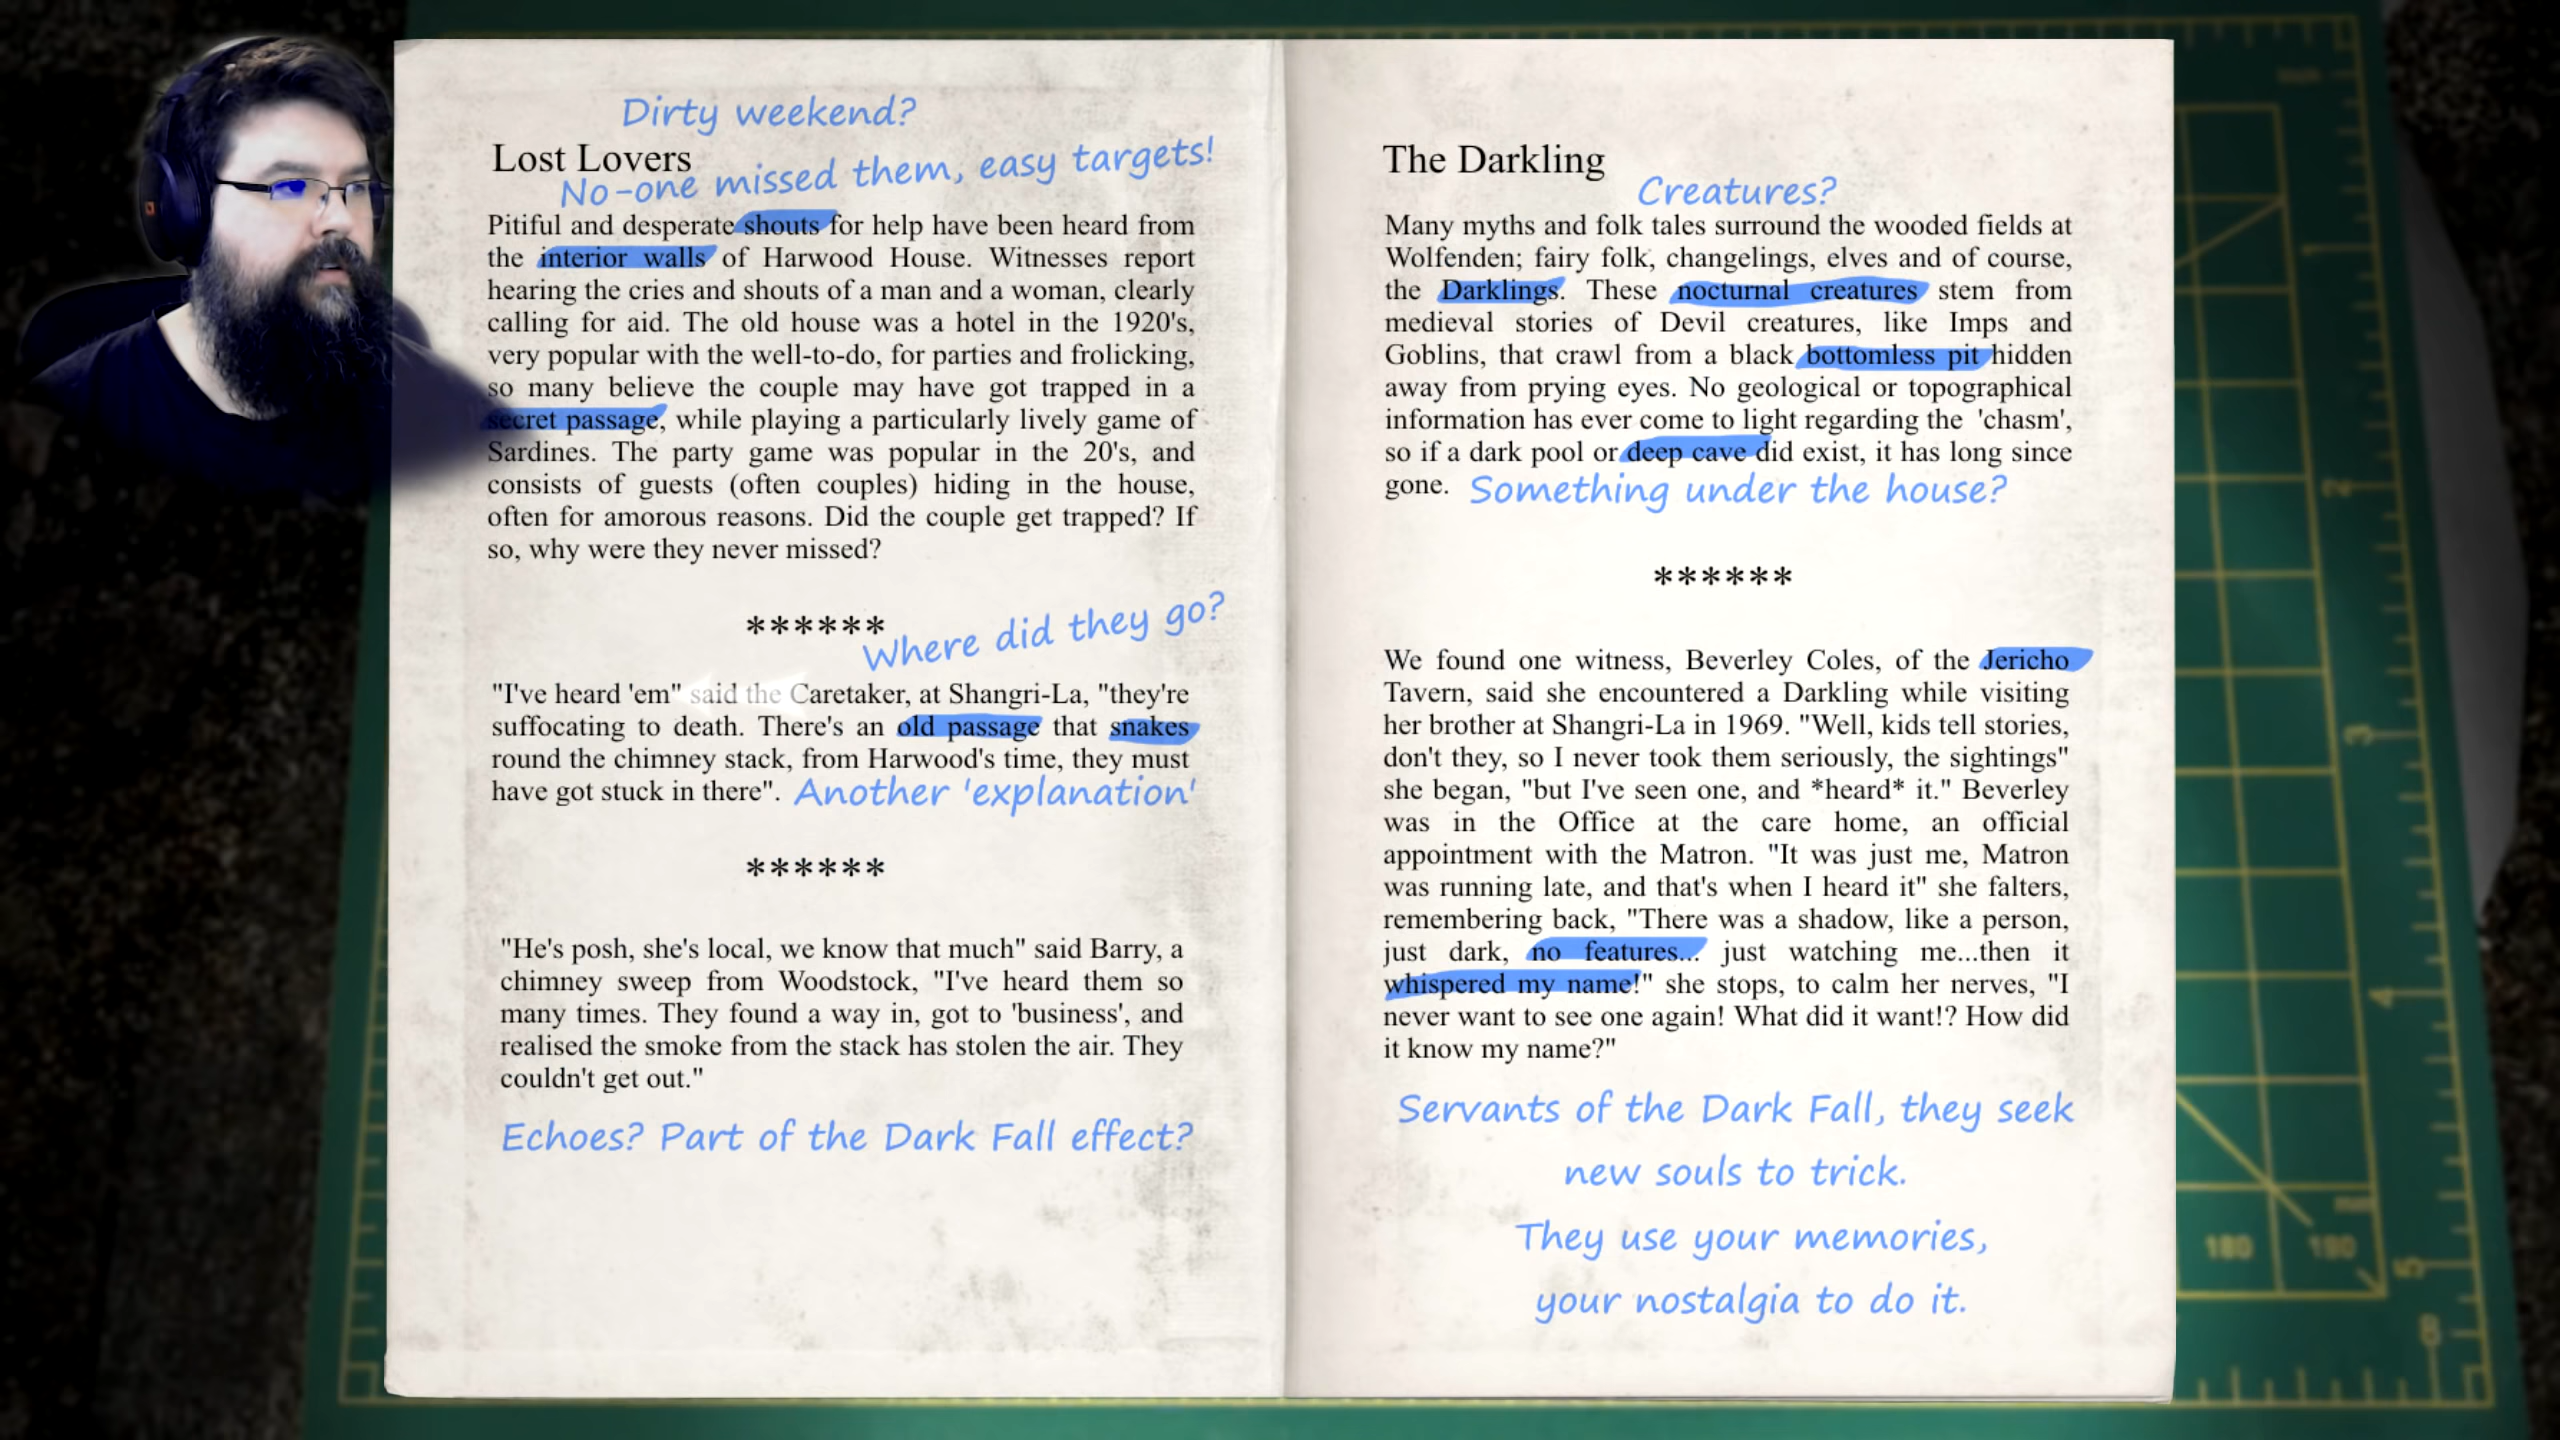 Dirty weekend?
Lost Lovers
No-one missed them, easy targets!
Pitiful and desperate shouts for help have been heard from
the interior walls of Harwood House. Witnesses report
hearing the cries and shouts of a man and a woman, clearly
calling for aid. The old house was a hotel in the 1920's,
very popular with the well-to-do, for parties and frolicking,
so many believe the couple may have got trapped in a
secret passage, while playing a particularly lively game of
Sardines. The party game was popular in the 20's, and
consists of guests (often couples) hiding in the house,
often for amorous reasons. Did the couple get trapped? If
so, why were they never missed?
******
Where did they go?
"I've heard 'em" said the Caretaker, at Shangri-La, "they're
suffocating to death. There's an old passage that snakes
round the chimney stack, from Harwood's time, they must
have got stuck in there". Another 'explanation'
******
"He's posh, she's local, we know that much" said Barry, a
chimney sweep from Woodstock, "I've heard them so
many times. They found a way in, got to 'business', and
realised the smoke from the stack has stolen the air. They
couldn't get out."
Echoes? Part of the Dark Fall effect?
The Darkling
Creatures?
Many myths and folk tales surround the wooded fields at
Wolfenden; fairy folk, changelings, elves and of course,
the Darklings. These nocturnal creatures stem from
medieval stories of Devil creatures, like Imps and
Goblins, that crawl from a black bottomless pit hidden
away from prying eyes. No geological or topographical
information has ever come to light regarding the 'chasm',
so if a dark pool or deep cave did exist, it has long since
gone. Something under the house?
******
We found one witness, Beverley Coles, of the Jericho
Tavern, said she encountered a Darkling while visiting
her brother at Shangri-La in 1969. "Well, kids tell stories,
don't they, so I never took them seriously, the sightings"
she began, "but I've seen one, and *heard* it." Beverley
was in the Office at the care home, an official
appointment with the Matron. "It was just me, Matron
was running late, and that's when I heard it" she falters,
remembering back, "There was a shadow, like a person,
just dark, no features... just watching me...then it
whispered my name!" she stops, to calm her nerves, "I
never want to see one again! What did it want!? How did
it know my name?"
Servants of the Dark Fall, they seek
new souls to trick.
They use your memories,
your nostalgia to do it.
1
2
3
4
5
180
190